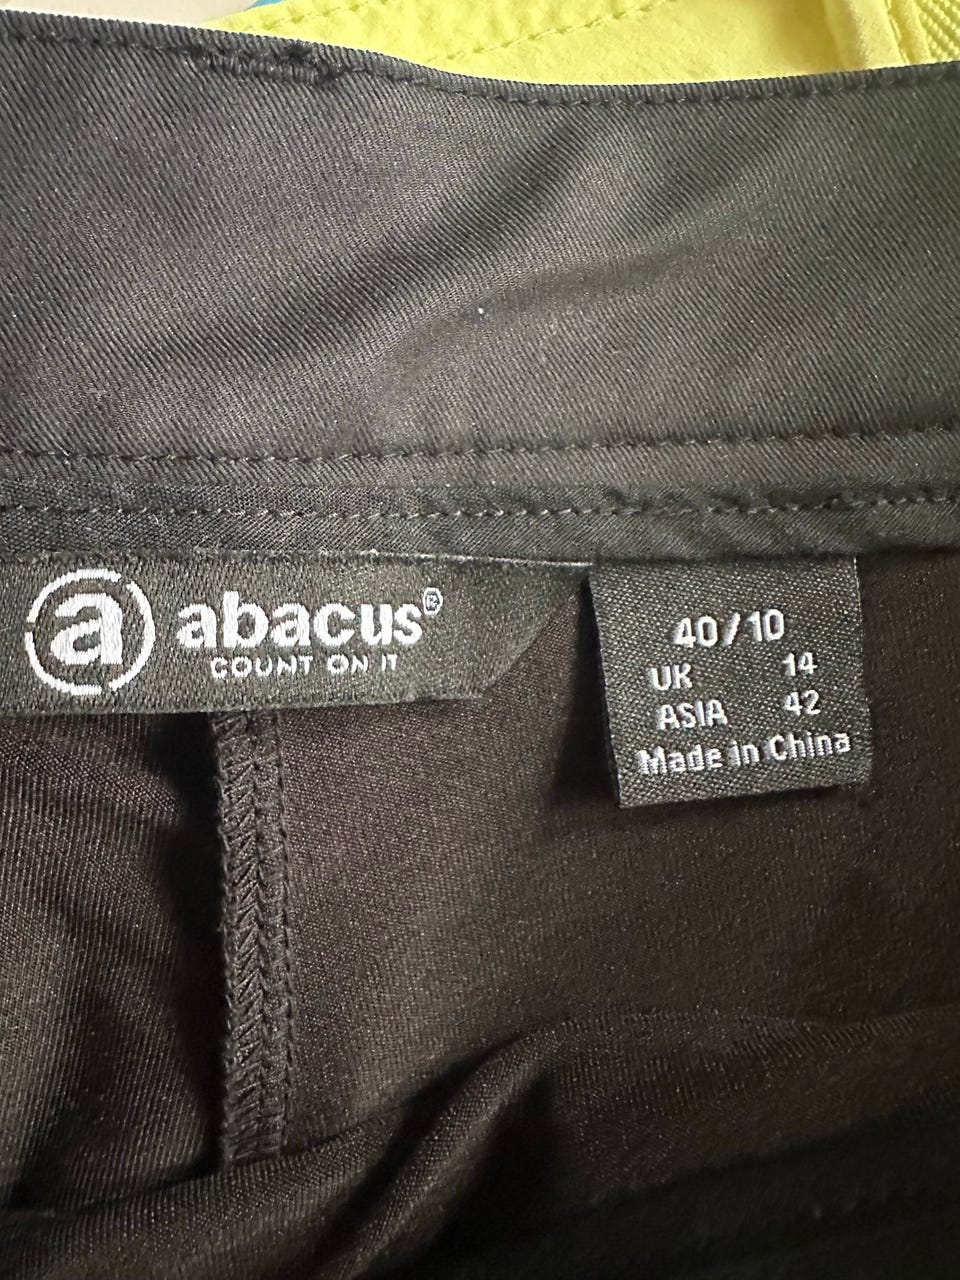 a abacus®
COUNT ON IT
40/10
UK 14
ASIA 42
Made in China